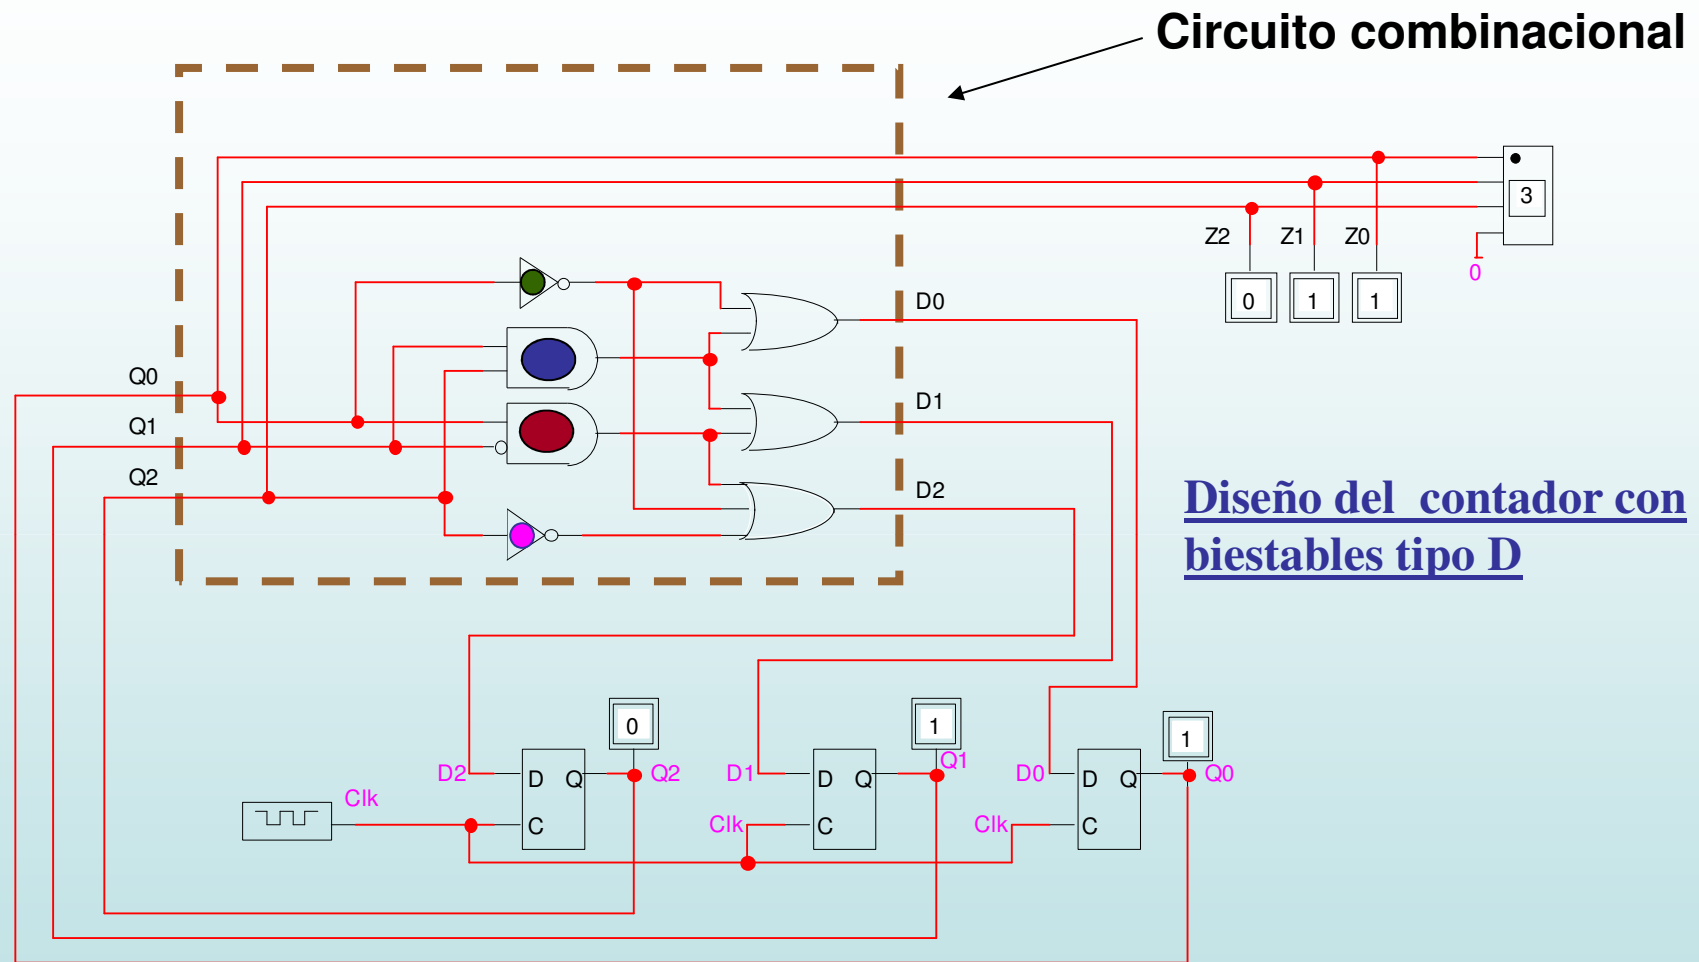 Circuito combinacional
3
Z2 Z1 Z0
0
0 1 1
D0
Q0
D1
Q1
Q2
D2
Diseño del contador con
biestables tipo D
0 1 1
D2 D Q Q2 D1 D Q Q1 D0 D Q Q0
Clk C Clk C Clk C